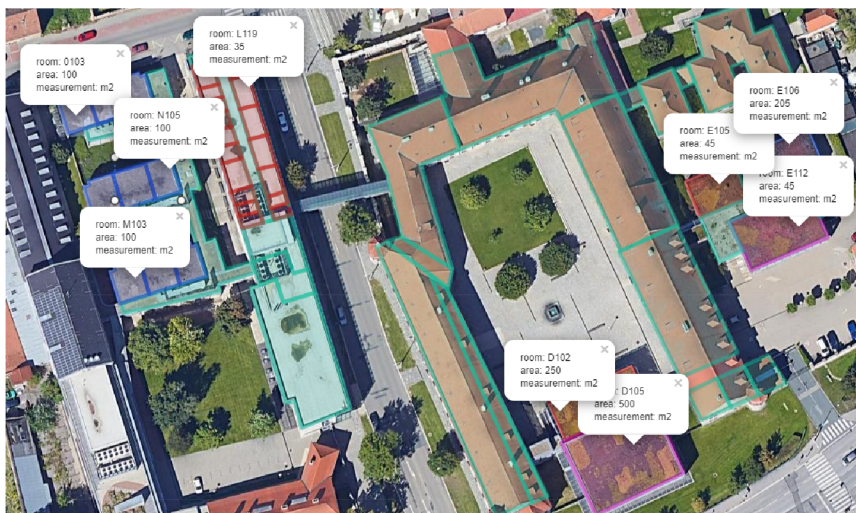 room: L119
area: 35
measurement: m2
room: 0103
area: 100
measurement: m2
room: N105
area: 100
measurement: m2
room: E106
area: 205
measurement: m2
room: E105
area: 45
measurement: m2
room: E112
area: 45
measurement: m2
room: M103
area: 100
measurement: m2
room: D102
area: 250
measurement: m2
room: D105
area: 500
measurement: m2